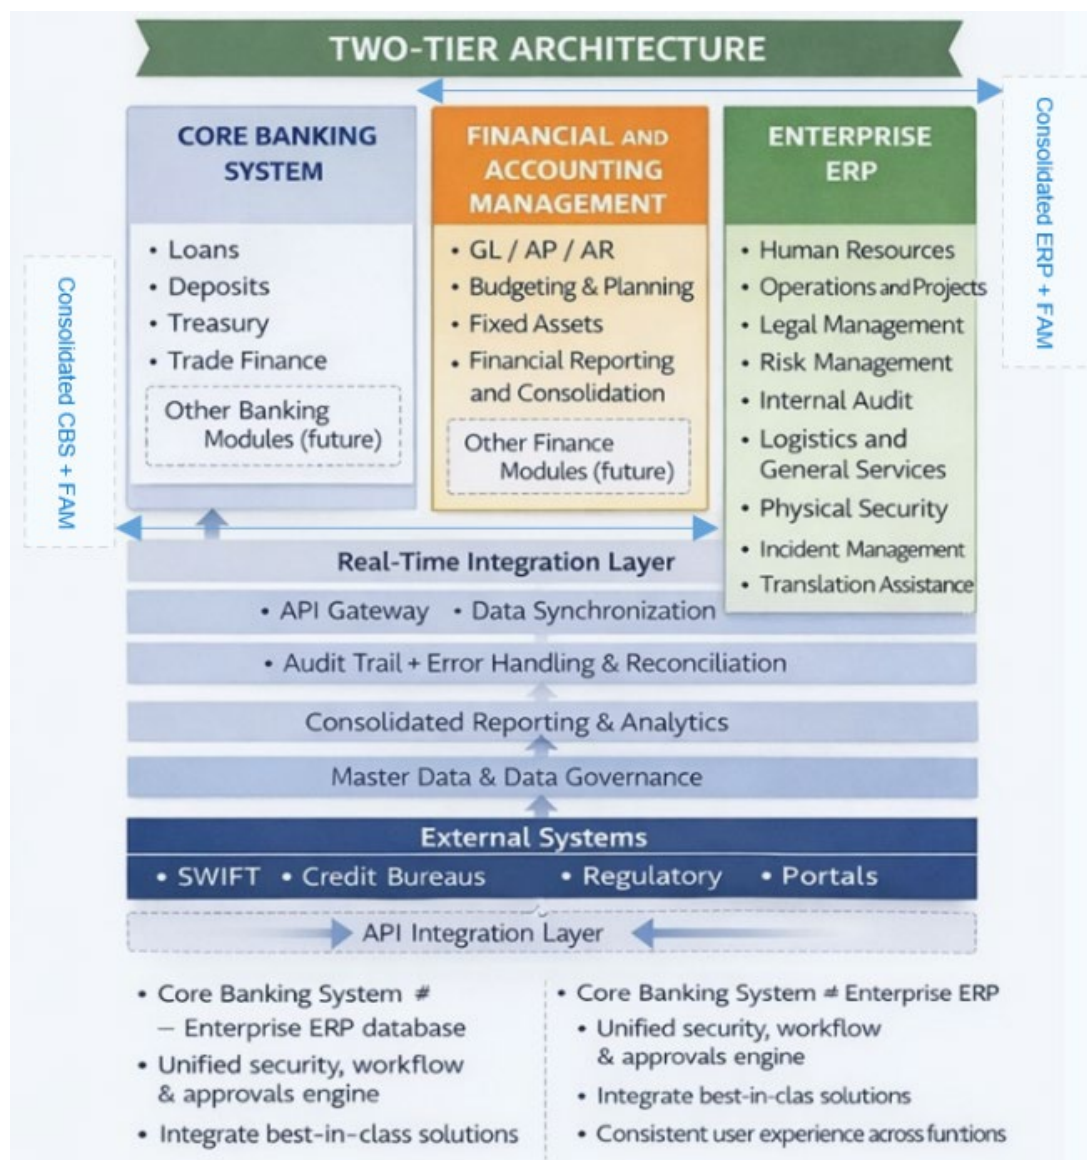 TWO-TIER ARCHITECTURE
CORE BANKING
SYSTEM
• Loans
• Deposits
• Treasury
• Trade Finance
Other Banking
Modules (future)
FINANCIAL AND
ACCOUNTING
MANAGEMENT
• GL / AP / AR
• Budgeting & Planning
• Fixed Assets
• Financial Reporting
and Consolidation
Other Finance
Modules (future)
ENTERPRISE
ERP
• Human Resources
• Operations and Projects
• Legal Management
• Risk Management
• Internal Audit
• Logistics and
General Services
• Physical Security
• Incident Management
• Translation Assistance
Consolidated CBS + FAM
Consolidated ERP + FAM
Real-Time Integration Layer
• API Gateway • Data Synchronization
• Audit Trail + Error Handling & Reconciliation
Consolidated Reporting & Analytics
Master Data & Data Governance
External Systems
• SWIFT • Credit Bureaus • Regulatory • Portals
API Integration Layer
• Core Banking System #
– Enterprise ERP database
• Unified security, workflow
& approvals engine
• Integrate best-in-class solutions
• Core Banking System ≠ Enterprise ERP
• Unified security, workflow
& approvals engine
• Integrate best-in-clas solutions
• Consistent user experience across funtions